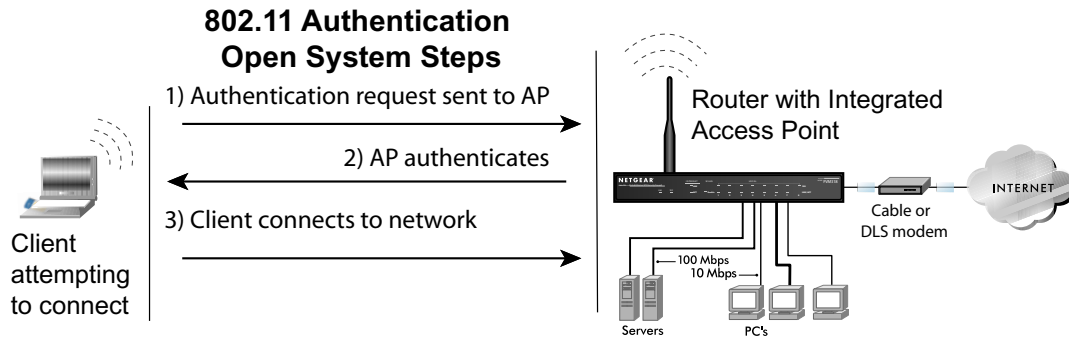 802.11 Authentication
Open System Steps
1) Authentication request sent to AP
2) AP authenticates
3) Client connects to network
Client
attempting
to connect
Router with Integrated
Access Point
NETGEAR
INTERNET
Cable or
DLS modem
100 Mbps
10 Mbps
Servers
PC's